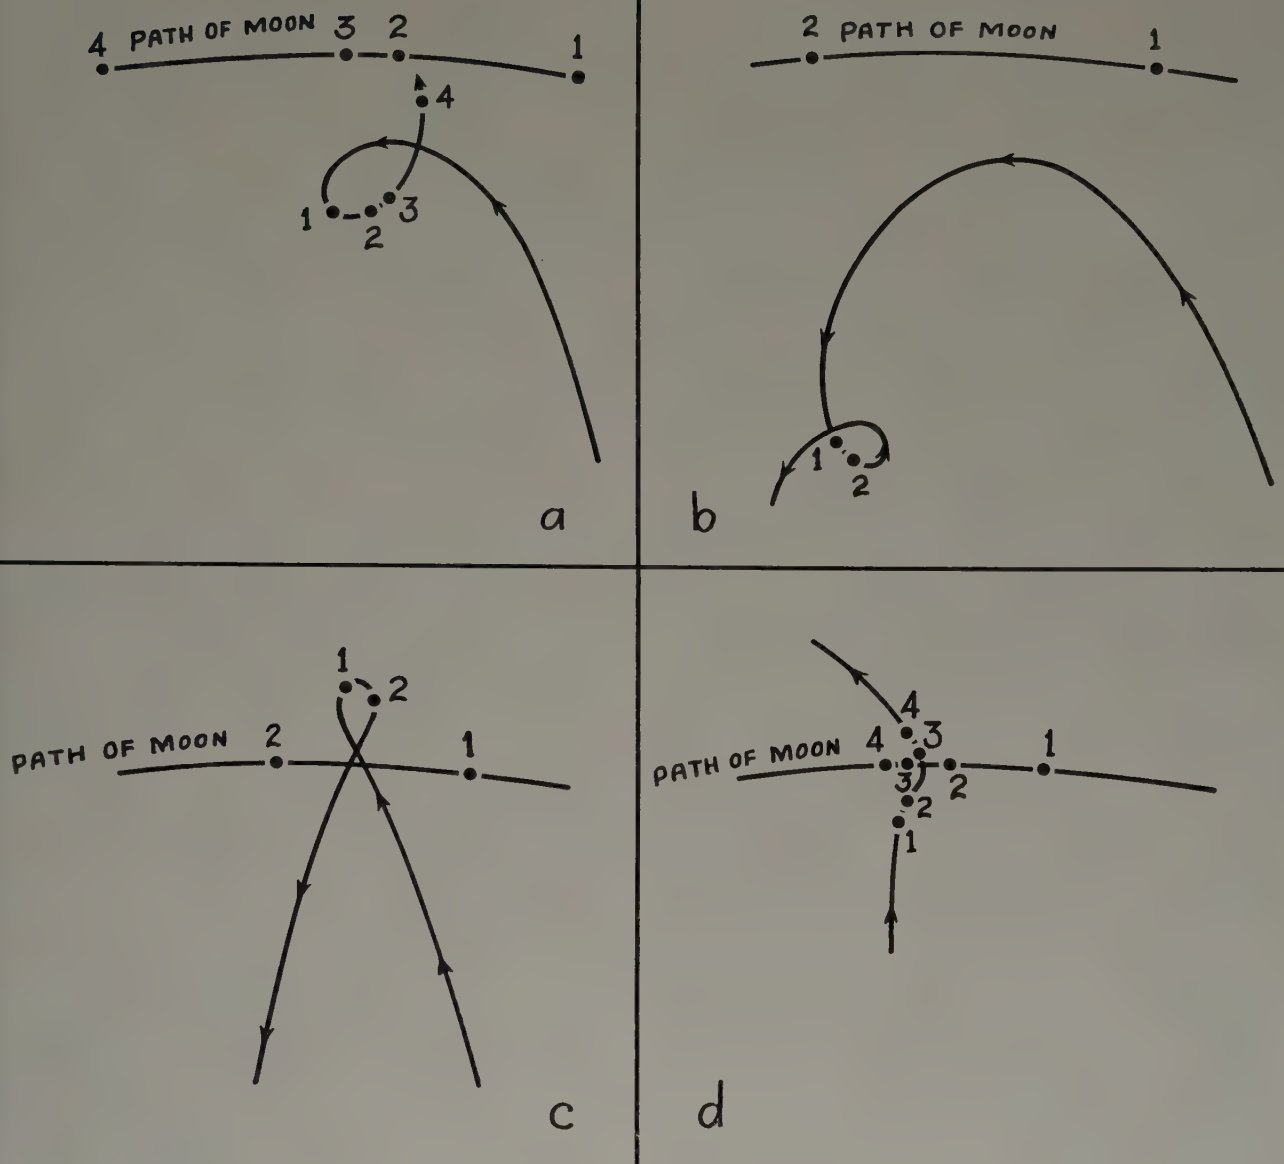 4 PATH OF MOON 3 2 1
4
1 2 3
a
2 PATH OF MOON 1
1 2
b
1 2
PATH OF MOON 2 1
c
4
PATH OF MOON 4 3 1
3 2
2
1
d